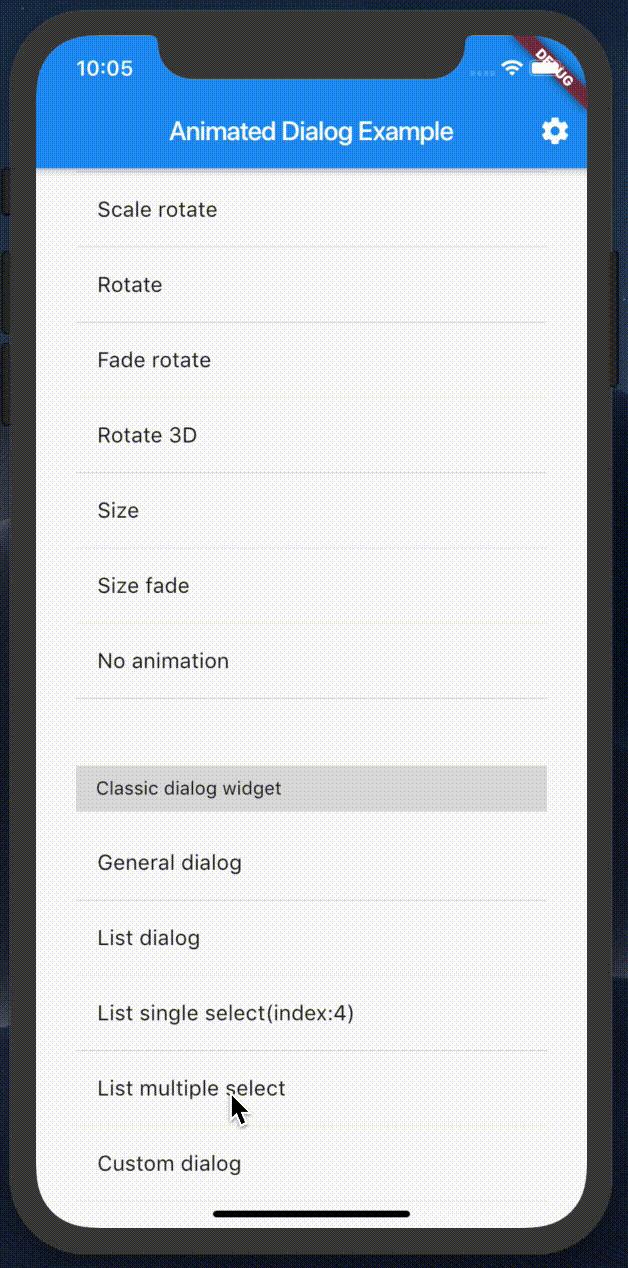 10:05
DEBUG
Animated Dialog Example
Scale rotate
Rotate
Fade rotate
Rotate 3D
Size
Size fade
No animation
Classic dialog widget
General dialog
List dialog
List single select(index:4)
List multiple select
Custom dialog